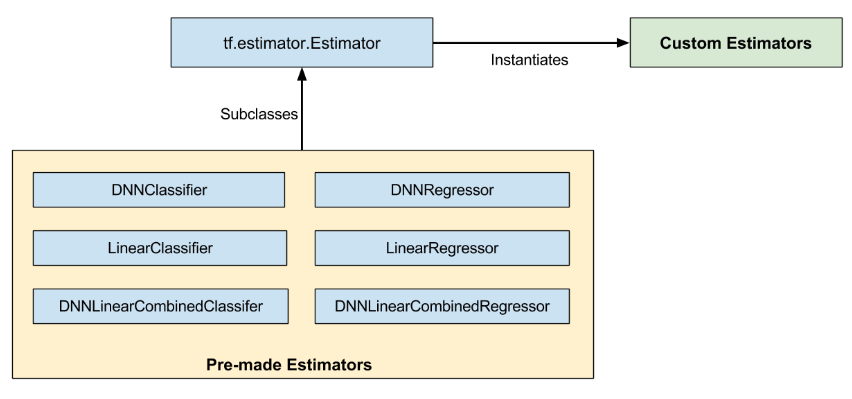 tf.estimator.Estimator
Custom Estimators
Instantiates
Subclasses
DNNClassifier
DNNRegressor
LinearClassifier
LinearRegressor
DNNLinearCombinedClassifer
DNNLinearCombinedRegressor
Pre-made Estimators